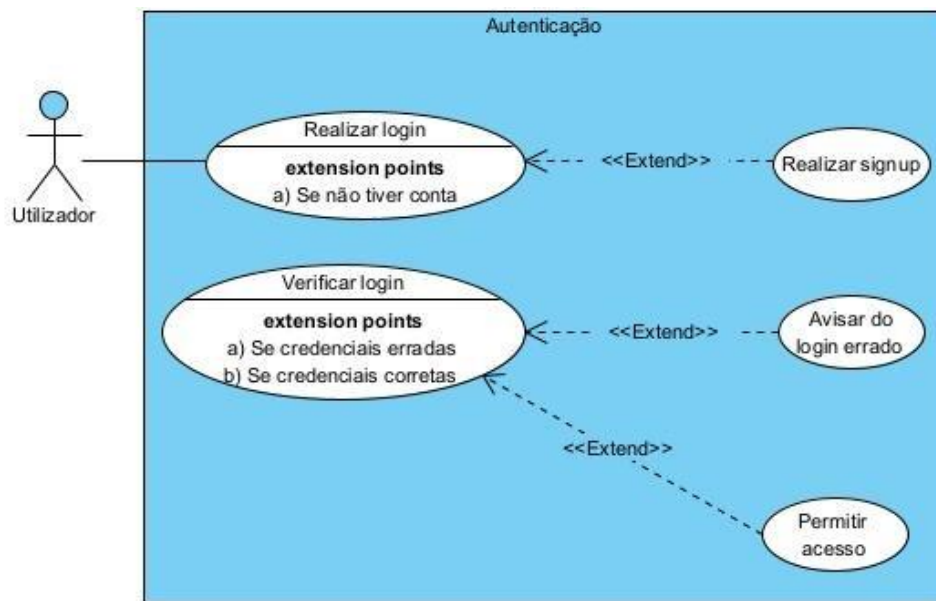 Autenticação
Utilizador
Realizar login
extension points
a) Se não tiver conta
<<Extend>>
Realizar signup
Verificar login
extension points
a) Se credenciais erradas
b) Se credenciais corretas
<<Extend>>
Avisar do
login errado
<<Extend>>
Permitir
acesso